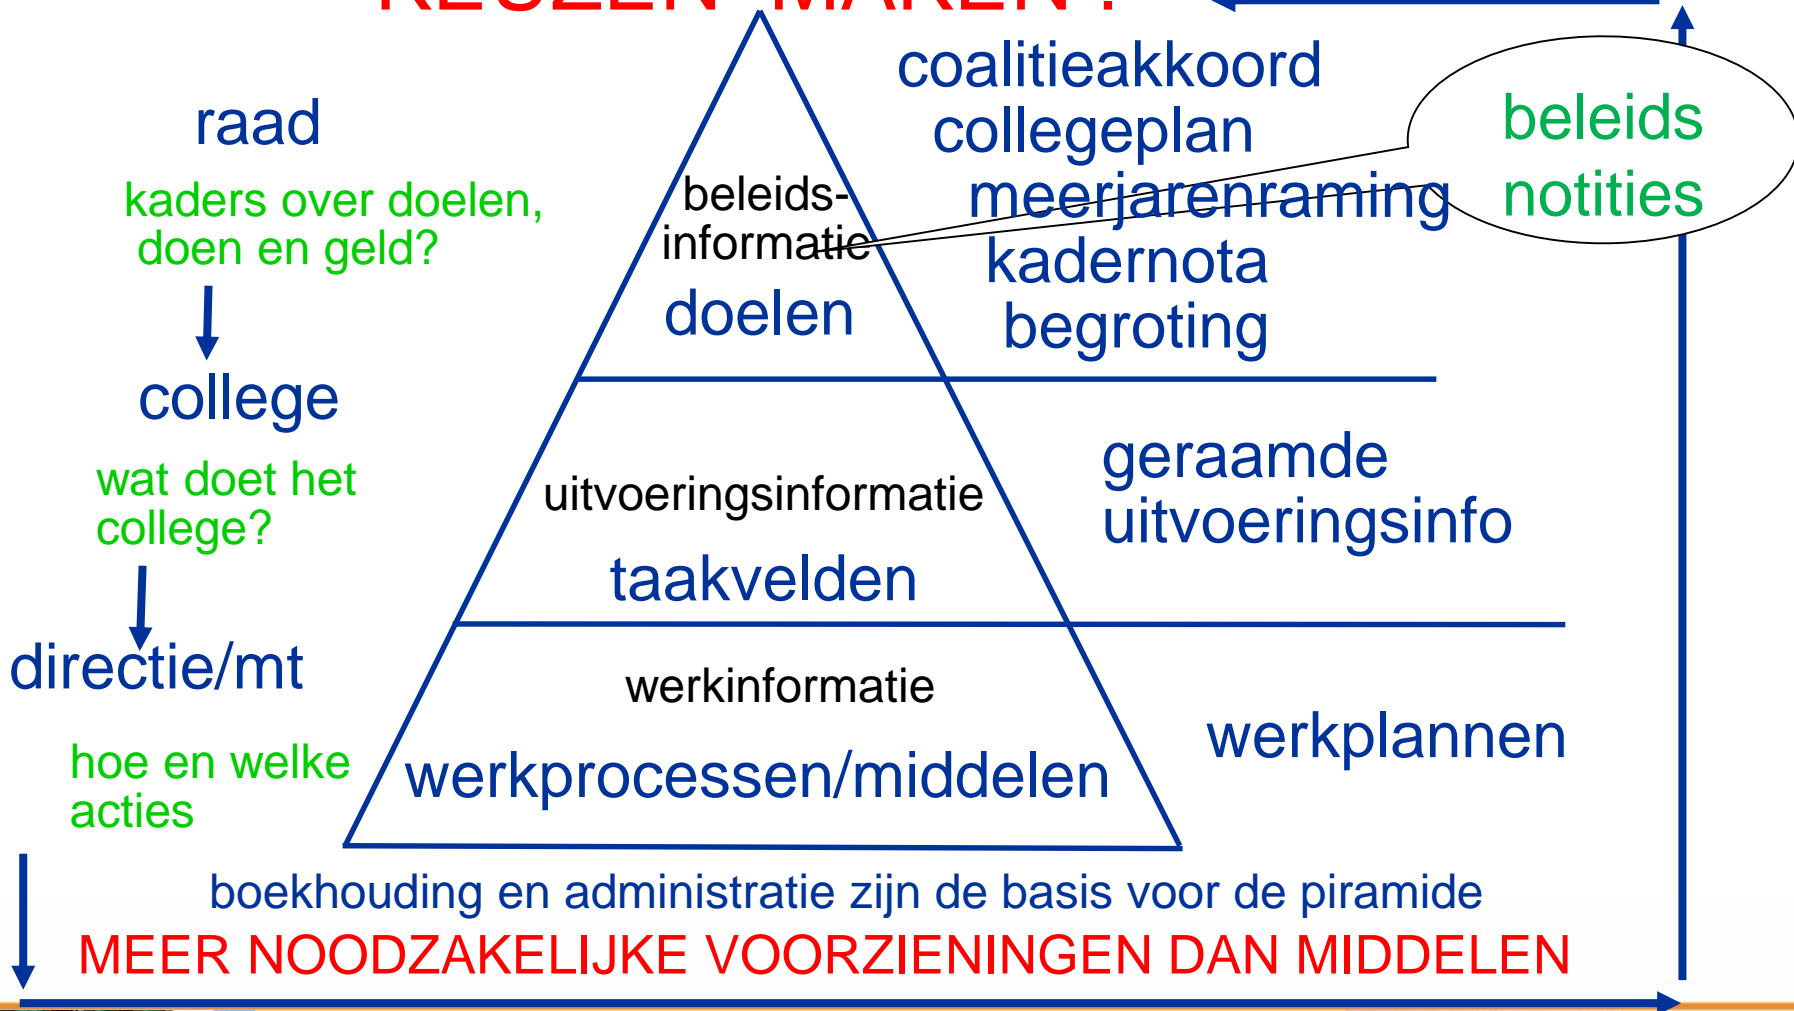 KEUZEN MAKEN !
raad
kaders over doelen,
doen en geld?
college
wat doet het
college?
directie/mt
hoe en welke
acties
beleids-
informatie
doelen
uitvoeringsinformatie
taakvelden
werkinformatie
werkprocessen/middelen
coalitieakkoord
collegeplan
meerjarenraming
kadernota
begroting
beleids
notities
geraamde
uitvoeringsinfo
werkplannen
boekhouding en administratie zijn de basis voor de piramide
MEER NOODZAKELIJKE VOORZIENINGEN DAN MIDDELEN